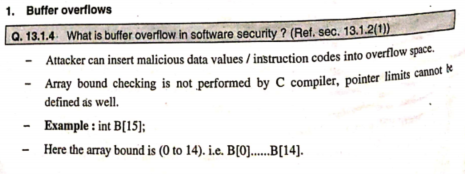 1. Buffer overflows
Q. 13.1.4 What is buffer overflow in software security ? (Ref. sec. 13.1.2(1))
– Attacker can insert malicious data values / instruction codes into overflow space.
– Array bound checking is not performed by C compiler, pointer limits cannot be
defined as well.
– Example : int B[15];
– Here the array bound is (0 to 14). i.e. B[0]......B[14].